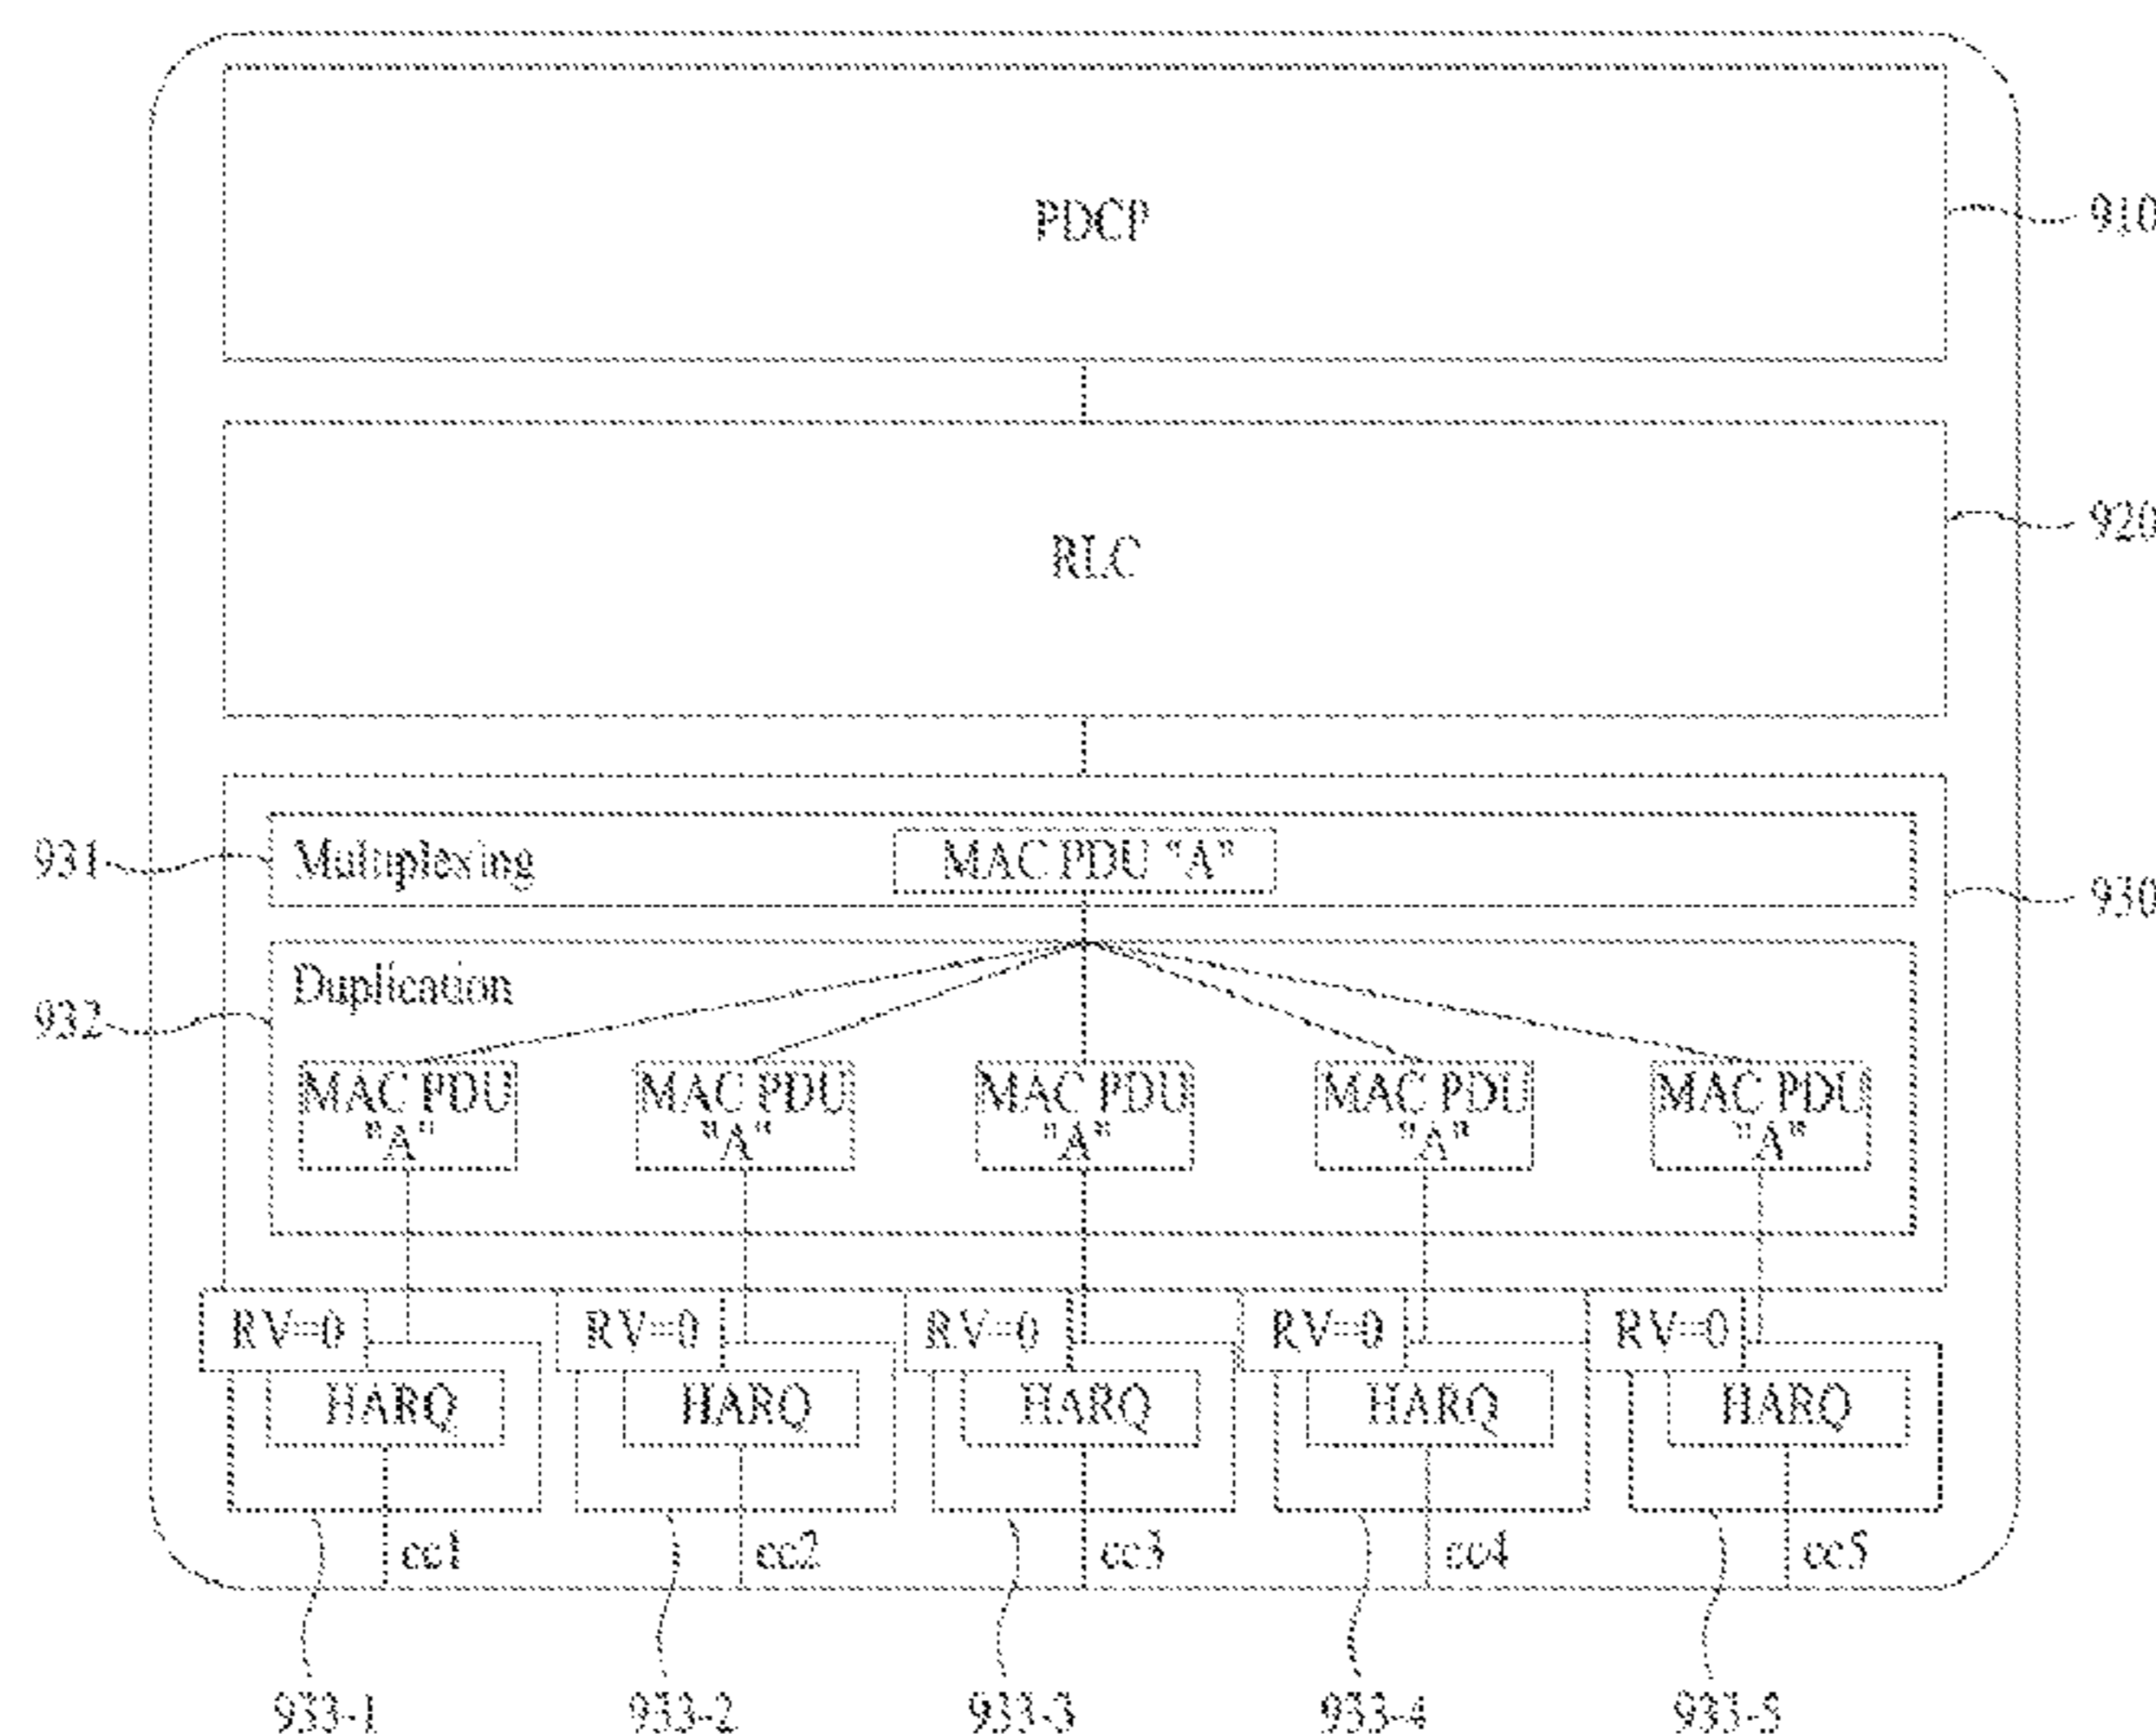 PDCP
910
RLC
920
931
Multiplexing
MAC PDU "A"
930
Duplication
932
MAC PDU
"A"
MAC PDU
"A"
MAC PDU
"A"
MAC PDU
"A"
MAC PDU
"A"
RV=0
RV=0
RV=0
RV=0
RV=0
HARQ
HARQ
HARQ
HARQ
HARQ
cc1
cc2
cc3
cc4
cc5
933-1
933-2
933-3
933-4
933-5